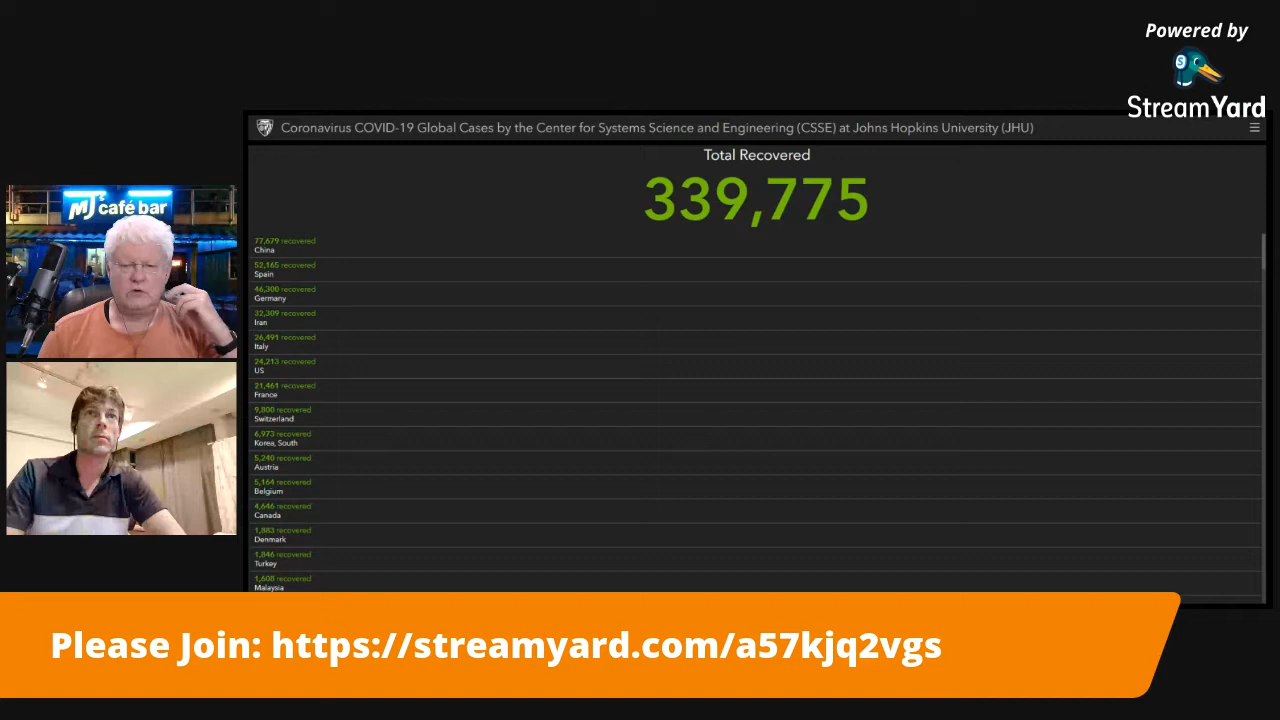 Powered by
StreamYard
Coronavirus COVID-19 Global Cases by the Center for Systems Science and Engineering (CSSE) at Johns Hopkins University (JHU)
Total Recovered
339,775
MJ's café bar
77,679 recovered
China
52,165 recovered
Spain
46,300 recovered
Germany
32,309 recovered
Iran
26,491 recovered
Italy
24,213 recovered
US
21,461 recovered
France
9,800 recovered
Switzerland
6,973 recovered
Korea, South
5,240 recovered
Austria
5,164 recovered
Belgium
4,646 recovered
Canada
1,883 recovered
Denmark
1,846 recovered
Turkey
1,608 recovered
Malaysia
Please Join: https://streamyard.com/a57kjq2vgs